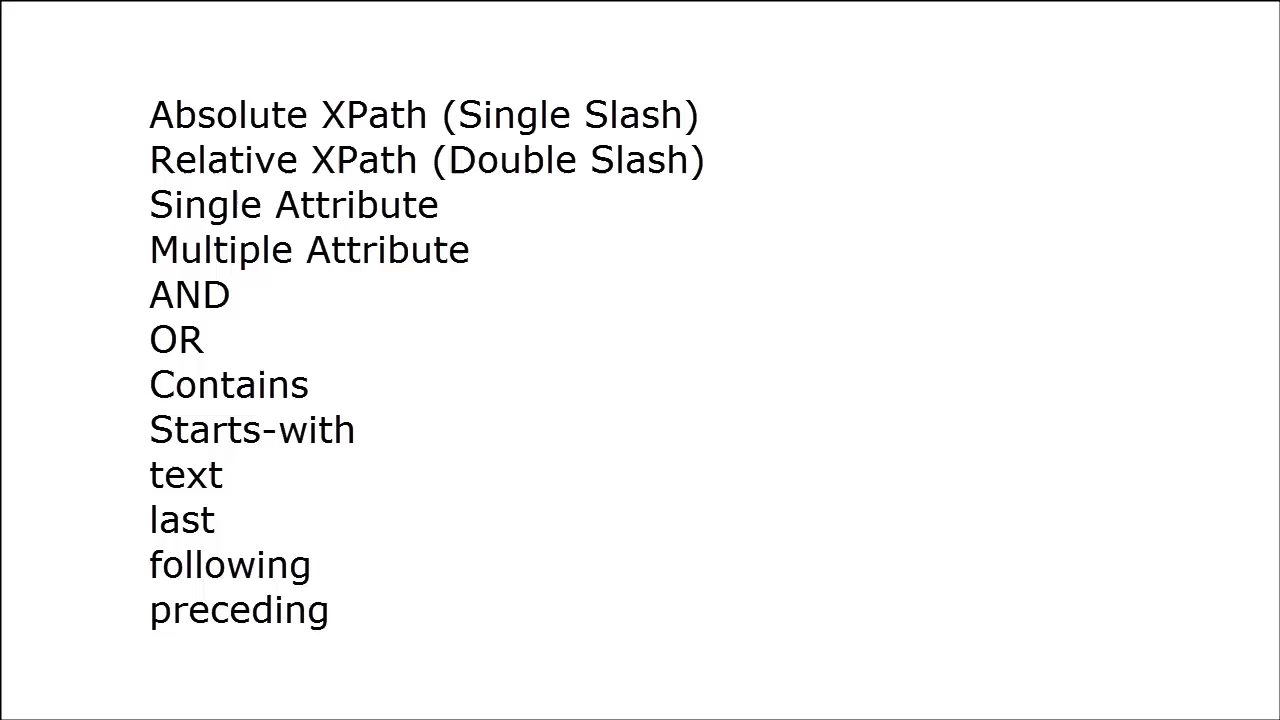 Absolute XPath (Single Slash)
Relative XPath (Double Slash)
Single Attribute
Multiple Attribute
AND
OR
Contains
Starts-with
text
last
following
preceding